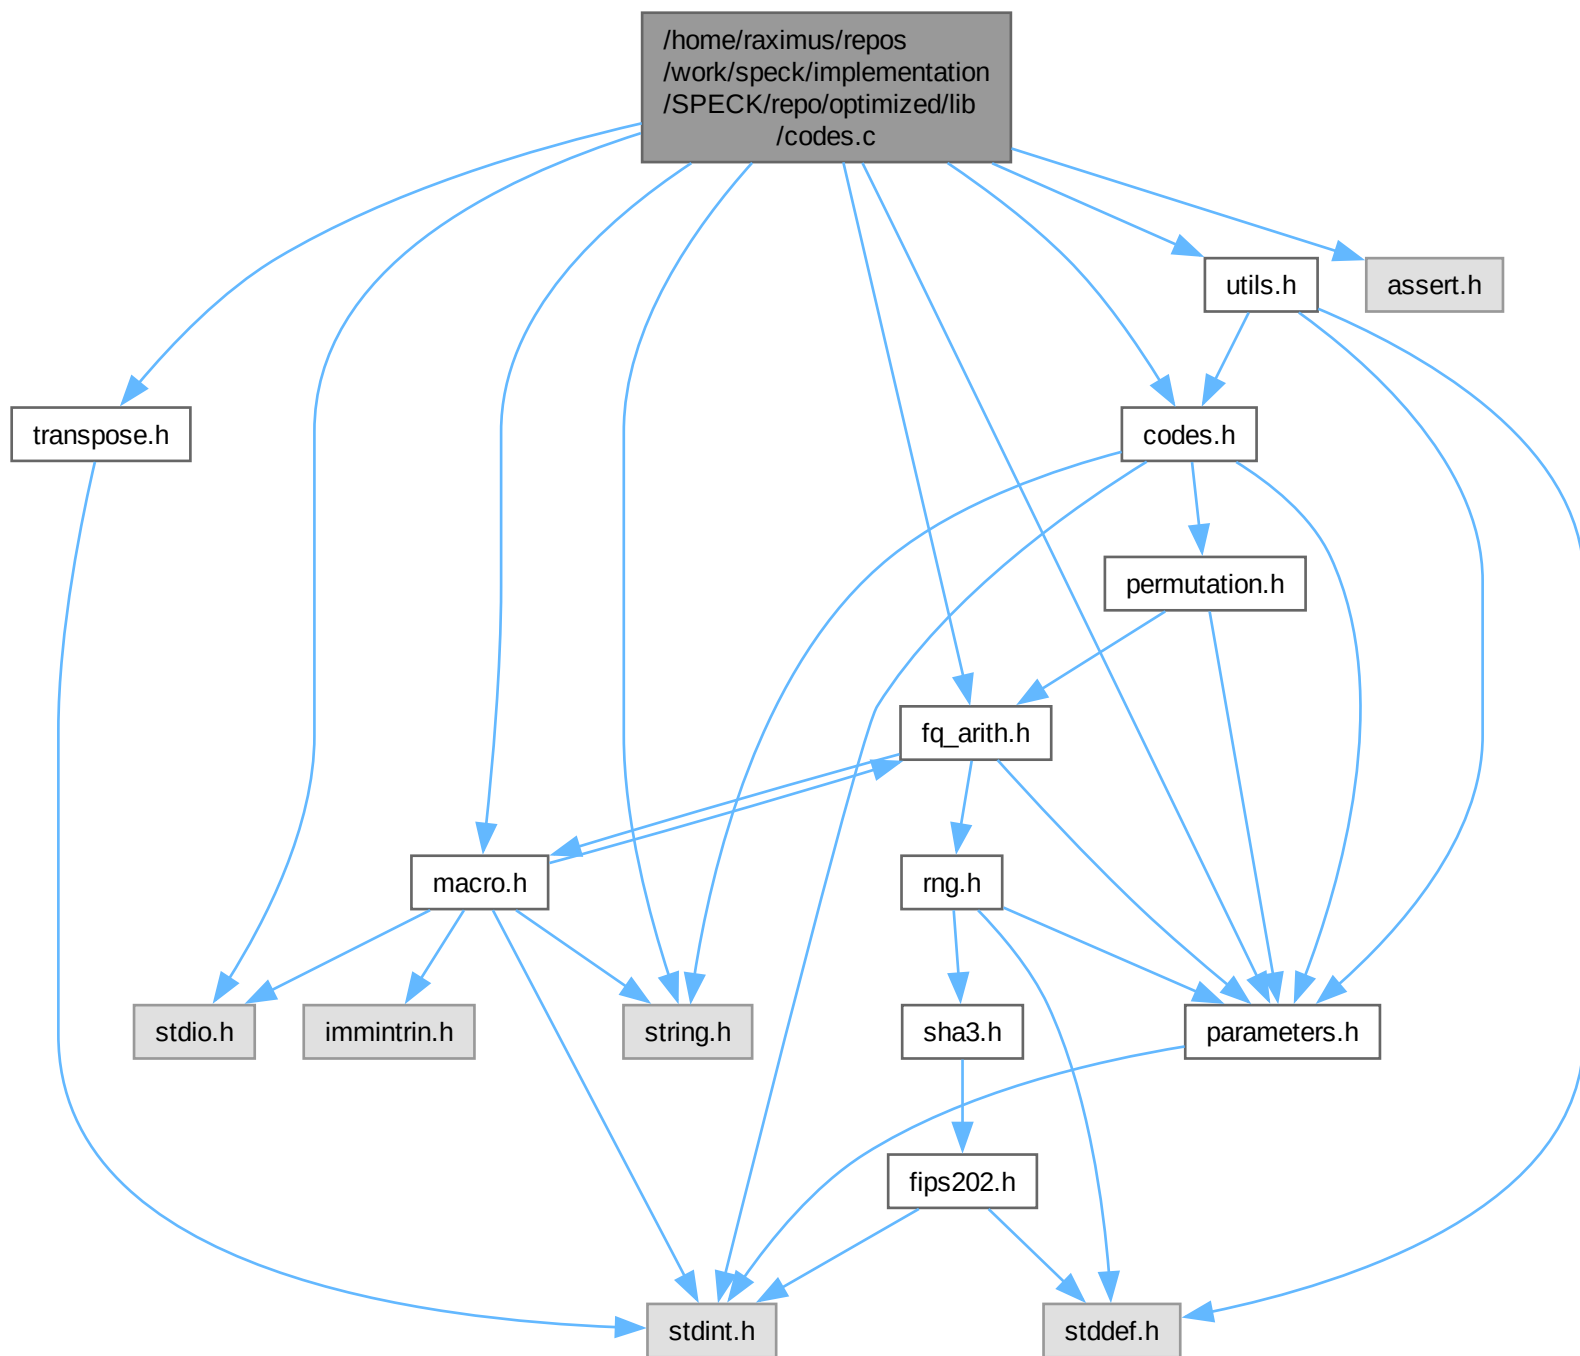 /home/raximus/repos
/work/speck/implementation
/SPECK/repo/optimized/lib
/codes.c
utils.h
assert.h
transpose.h
codes.h
permutation.h
fq_arith.h
macro.h
rng.h
stdio.h
immintrin.h
string.h
sha3.h
parameters.h
fips202.h
stdint.h
stddef.h